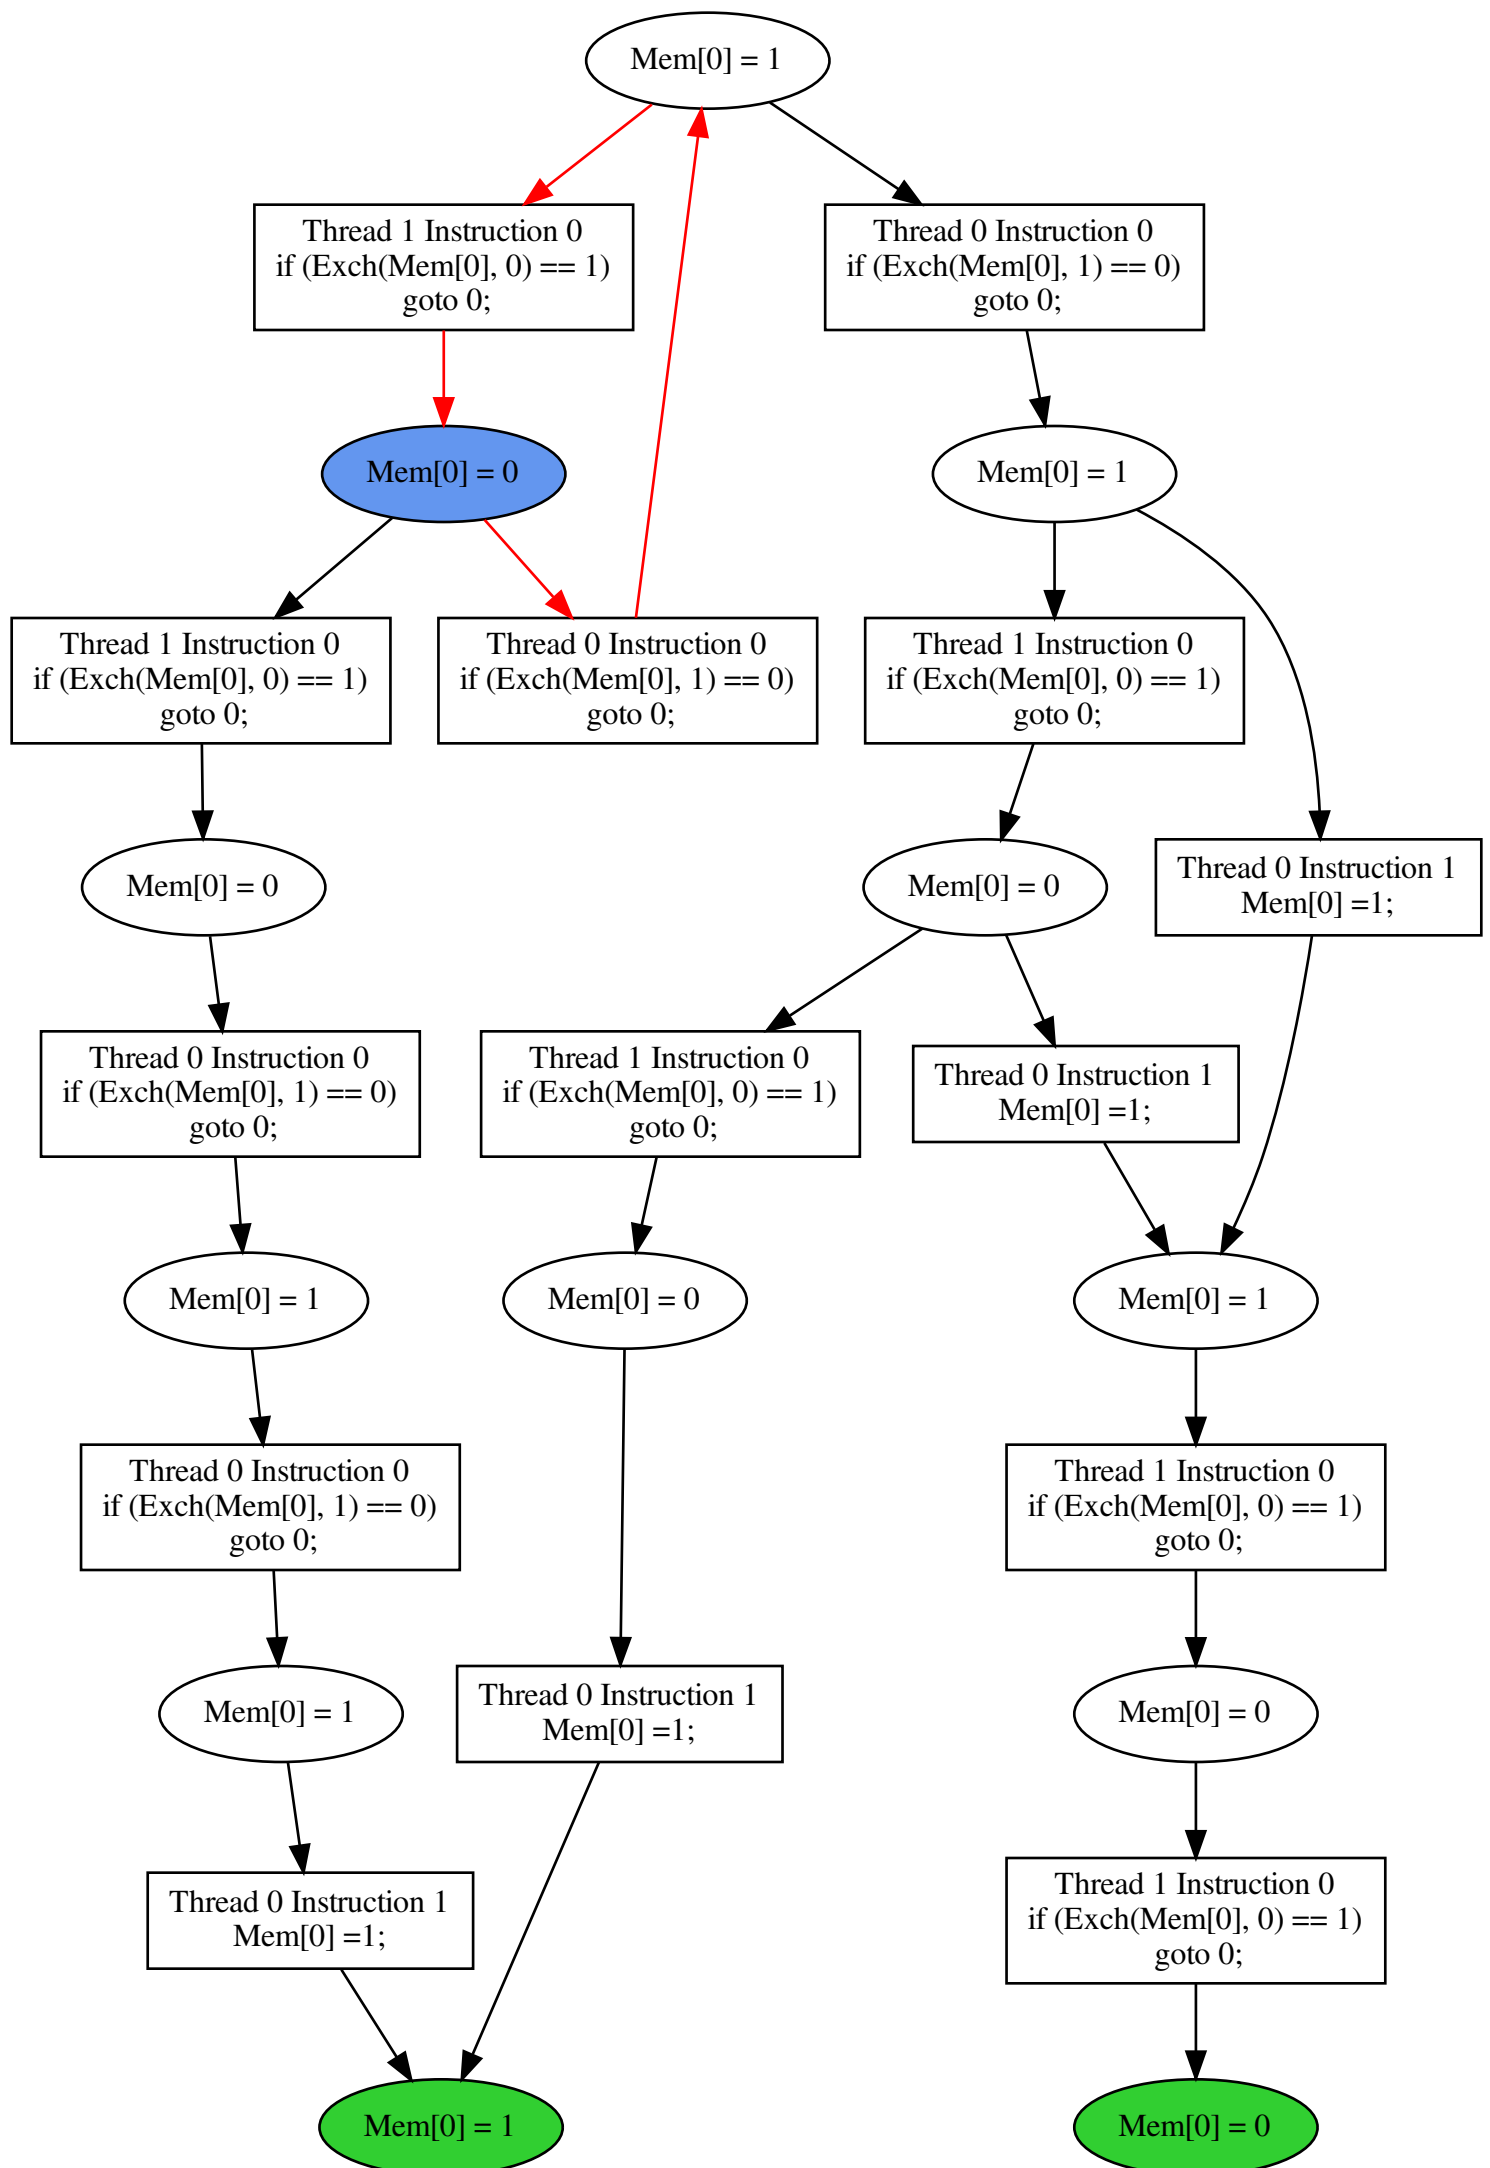 Mem[0] = 1
Thread 1 Instruction 0
if (Exch(Mem[0], 0) == 1)
goto 0;
Thread 0 Instruction 0
if (Exch(Mem[0], 1) == 0)
goto 0;
Mem[0] = 0
Mem[0] = 1
Thread 1 Instruction 0
if (Exch(Mem[0], 0) == 1)
goto 0;
Thread 0 Instruction 0
if (Exch(Mem[0], 1) == 0)
goto 0;
Thread 1 Instruction 0
if (Exch(Mem[0], 0) == 1)
goto 0;
Mem[0] = 0
Mem[0] = 0
Thread 0 Instruction 1
Mem[0] =1;
Thread 0 Instruction 0
if (Exch(Mem[0], 1) == 0)
goto 0;
Thread 1 Instruction 0
if (Exch(Mem[0], 0) == 1)
goto 0;
Thread 0 Instruction 1
Mem[0] =1;
Mem[0] = 1
Mem[0] = 0
Mem[0] = 1
Thread 0 Instruction 0
if (Exch(Mem[0], 1) == 0)
goto 0;
Thread 1 Instruction 0
if (Exch(Mem[0], 0) == 1)
goto 0;
Mem[0] = 1
Thread 0 Instruction 1
Mem[0] =1;
Mem[0] = 0
Thread 0 Instruction 1
Mem[0] =1;
Thread 1 Instruction 0
if (Exch(Mem[0], 0) == 1)
goto 0;
Mem[0] = 1
Mem[0] = 0